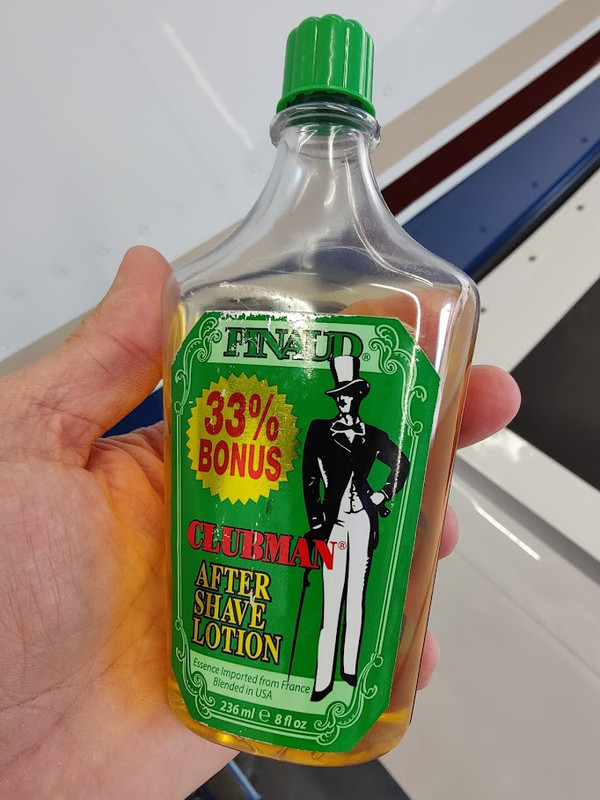 PINAUD®
33%
BONUS
CLUBMAN®
AFTER
SHAVE
LOTION
Essence Imported from France
Blended in USA
236 ml ℮ 8 fl oz